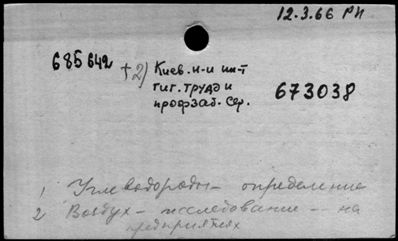 12.3.66 РИ
685642 +2) Киев. н-и ин-т
гиг. труда и
профзаб. Сер. 673038
1 Углеводороды - определение
2 Воздух - исследование - на
предприятиях